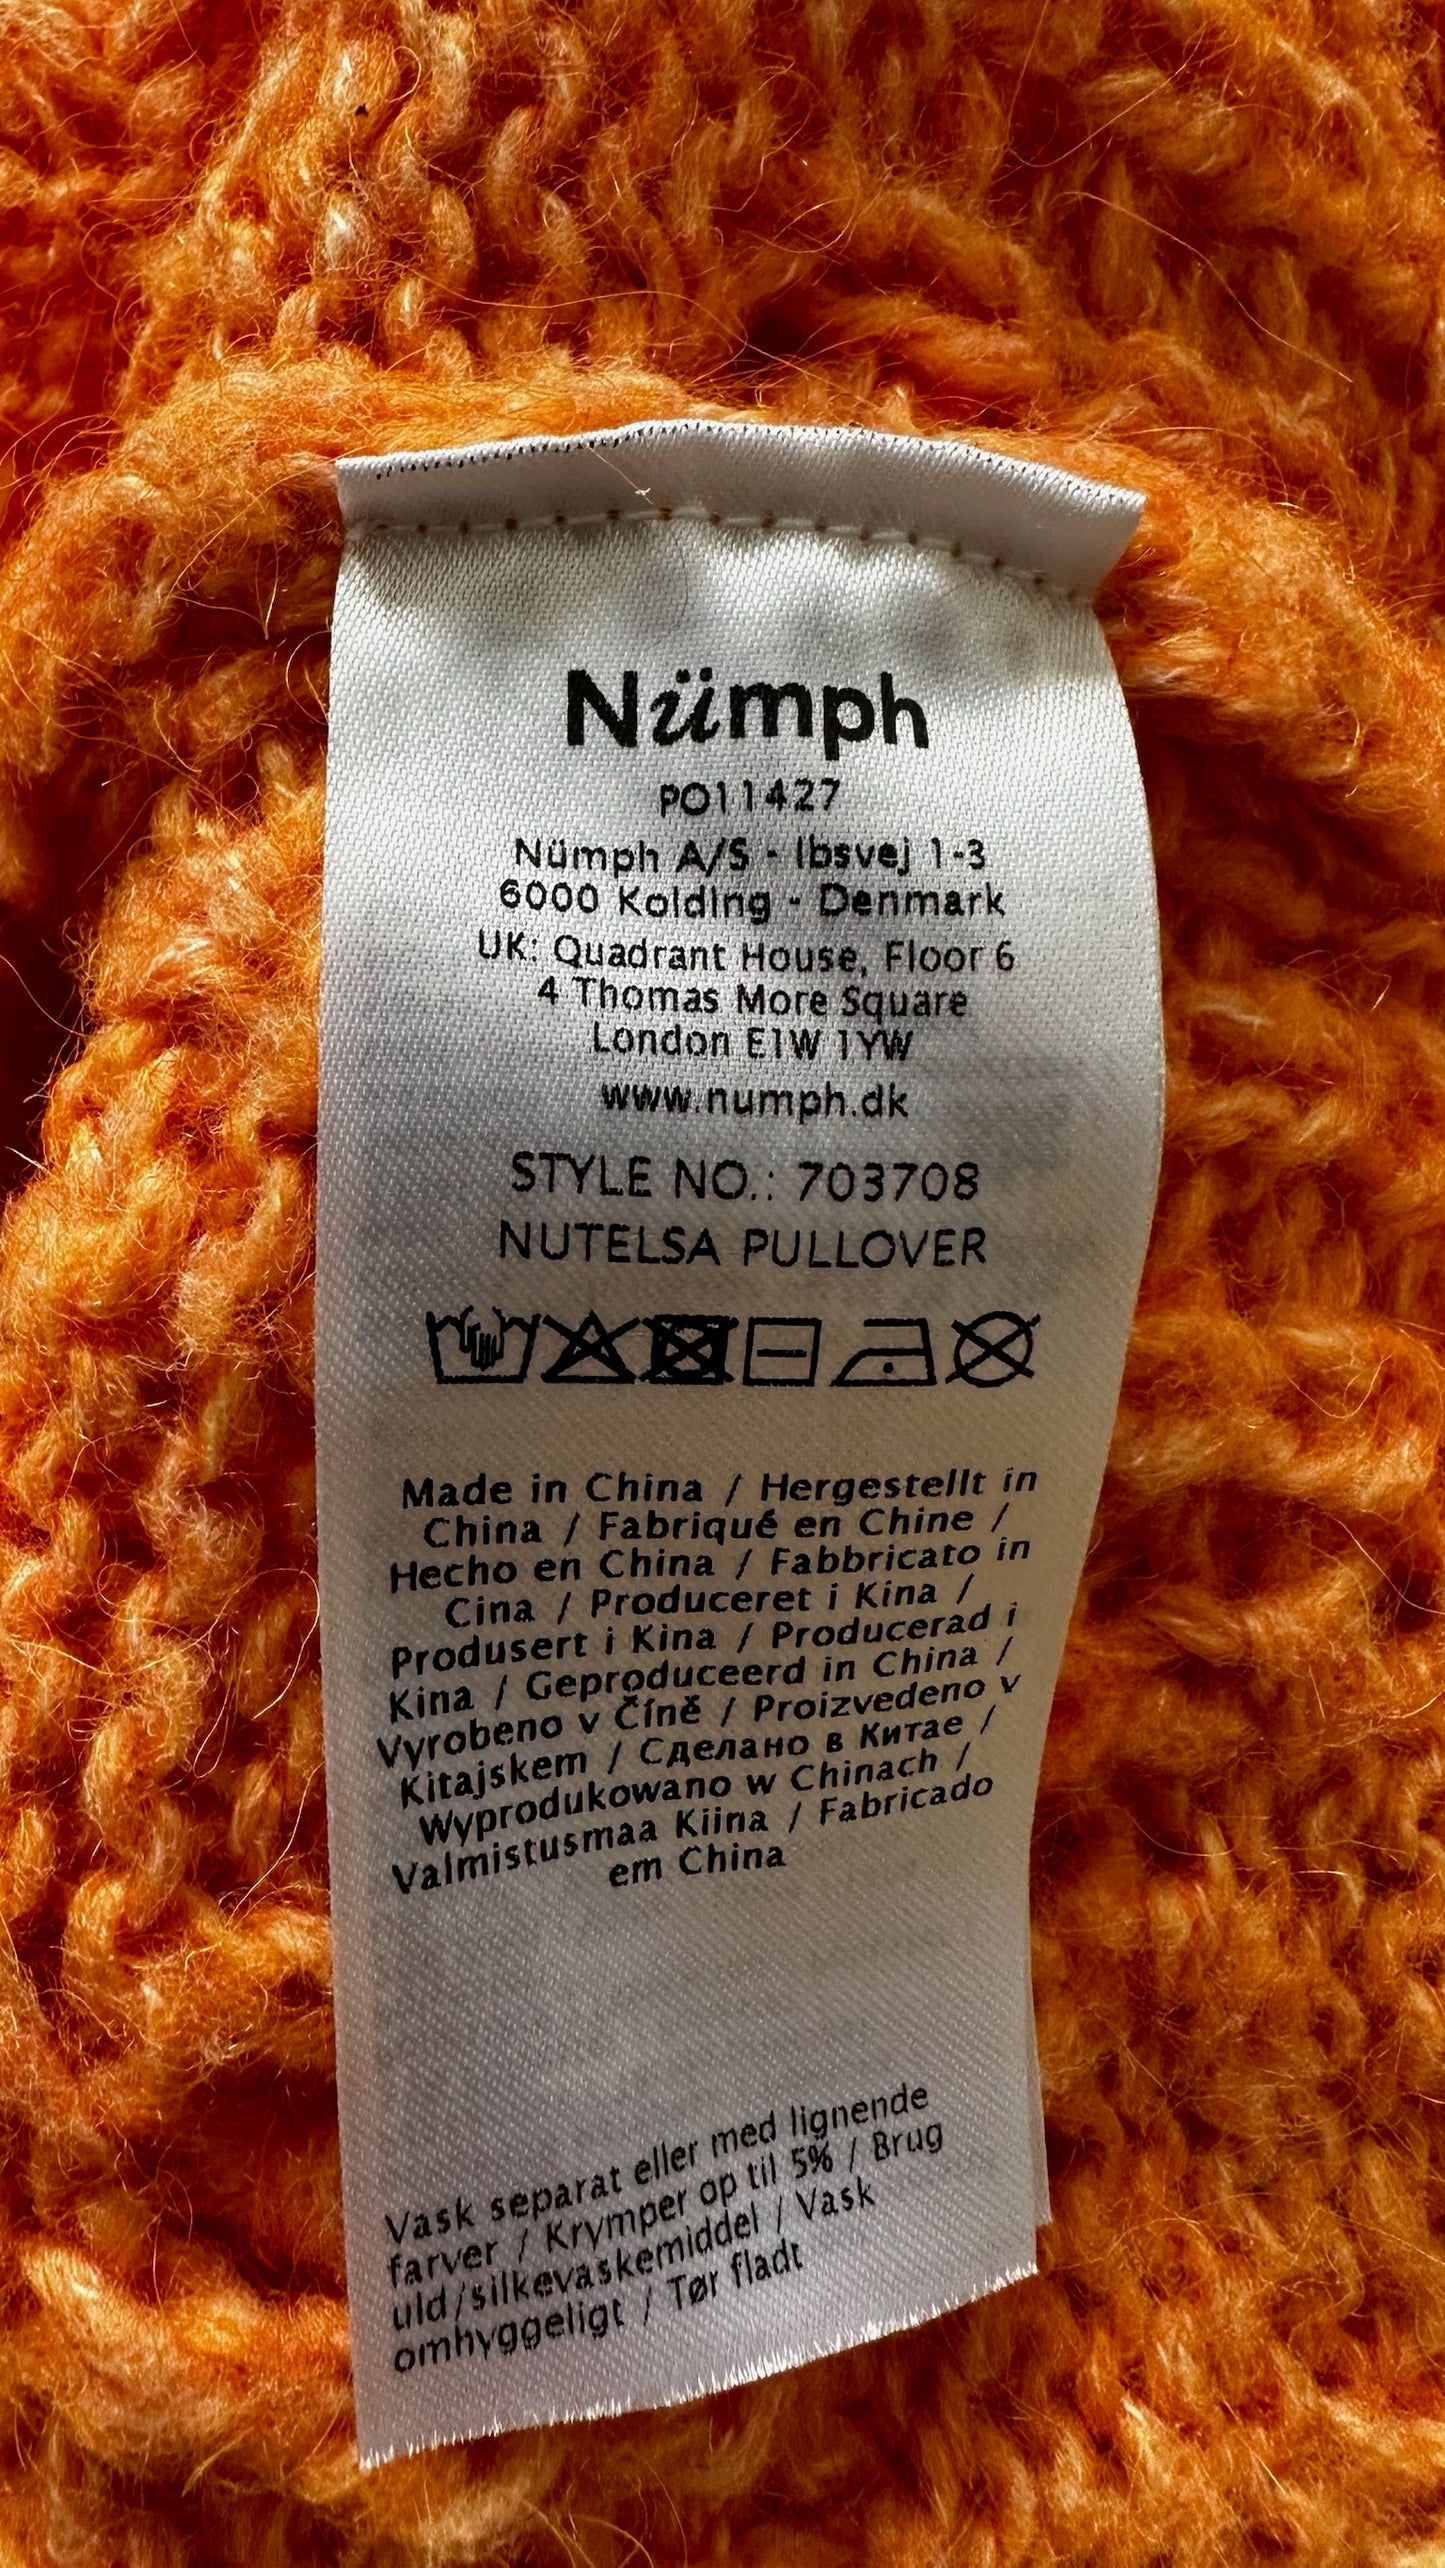 Nümph
PO11427
Nümph A/S - Ibsvej 1-3
6000 Kolding - Denmark
UK: Quadrant House, Floor 6
4 Thomas More Square
London E1W 1YW
www.numph.dk
STYLE NO.: 703708
NUTELSA PULLOVER
Made in China / Hergestellt in
China / Fabriqué en Chine /
Hecho en China / Fabbricato in
Cina / Produceret i Kina /
Produsert i Kina / Producerad i
Kina / Geproduceerd in China /
Vyrobeno v Číně / Proizvedeno v
Kitajskem / Сделано в Китае /
Wyprodukowano w Chinach /
Valmistusmaa Kiina / Fabricado
em China
Vask separat eller med lignende
farver / Krymper op til 5% / Brug
uld/silkevaskemiddel / Vask
omhyggeligt / Tør fladt